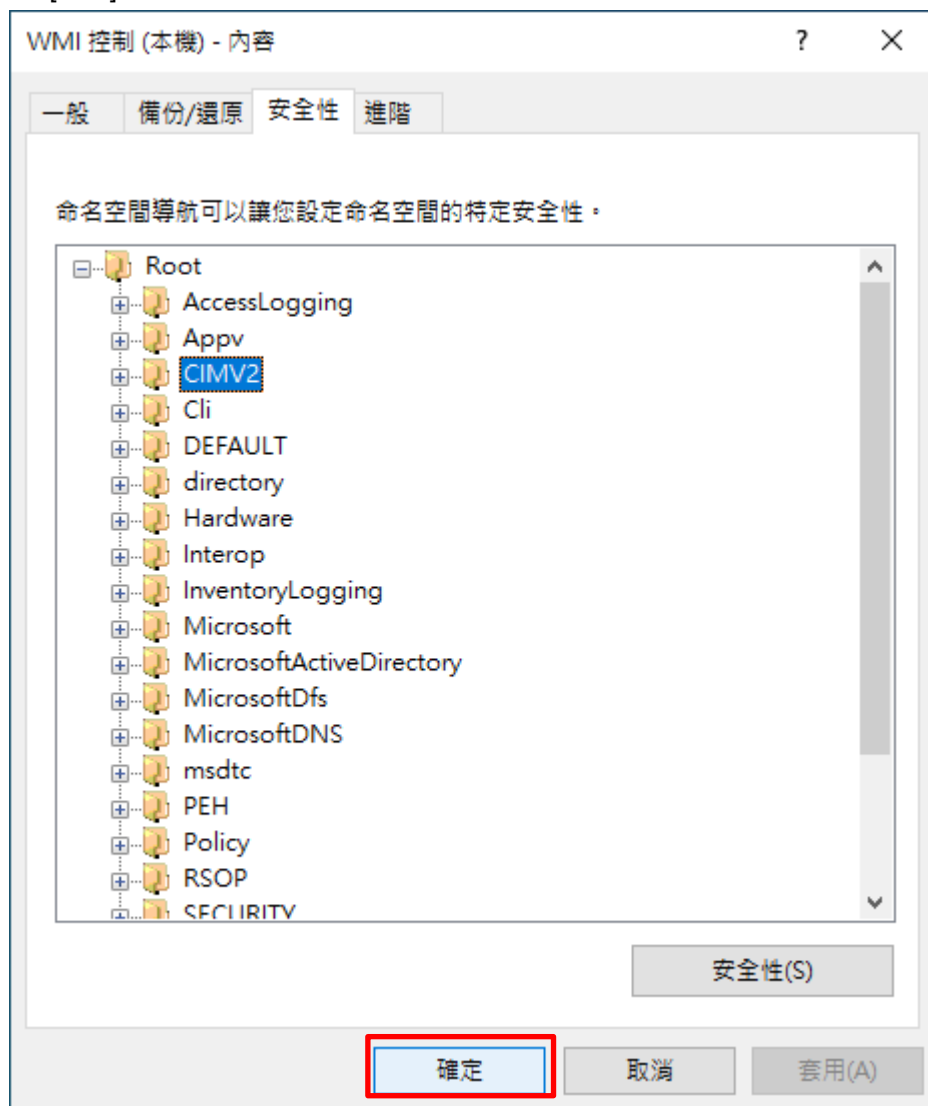 WMI 控制 (本機) - 內容
?
一般 備份/還原 安全性 進階
命名空間導航可以讓您設定命名空間的特定安全性。
Root
AccessLogging
Appv
CIMV2
Cli
DEFAULT
directory
Hardware
Interop
InventoryLogging
Microsoft
MicrosoftActiveDirectory
MicrosoftDfs
MicrosoftDNS
msdtc
PEH
Policy
RSOP
SECURITY
安全性(S)
確定 取消 套用(A)